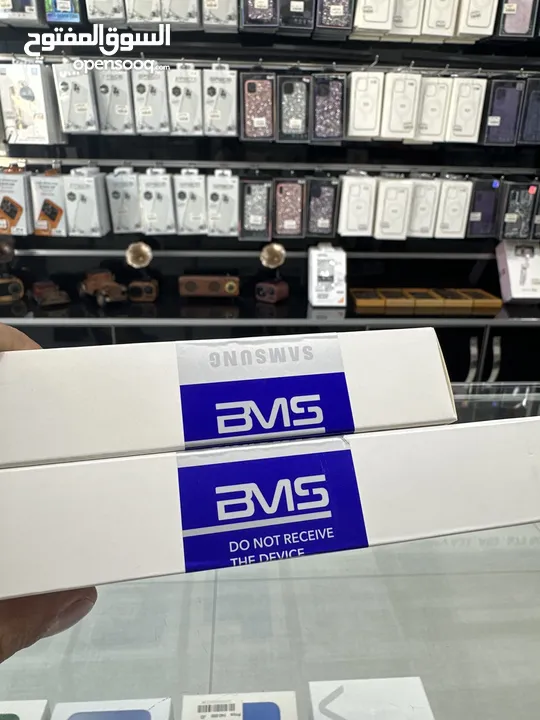 السوق المفتوح
opensooq.com
SAMSUNG
BMS
BMS
DO NOT RECEIVE
THE DEVICE